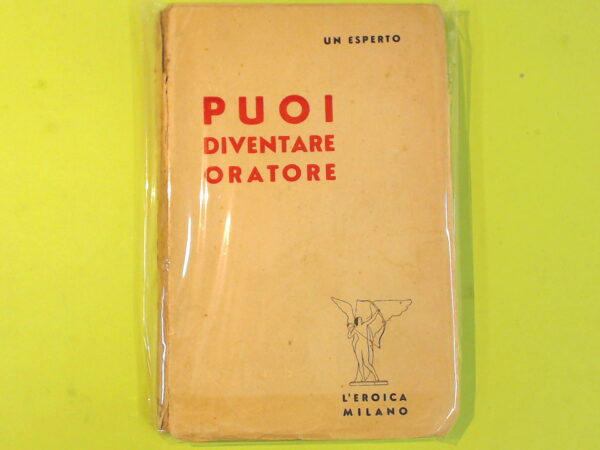 UN ESPERTO
PUOI
DIVENTARE
ORATORE
L'EROICA
MILANO